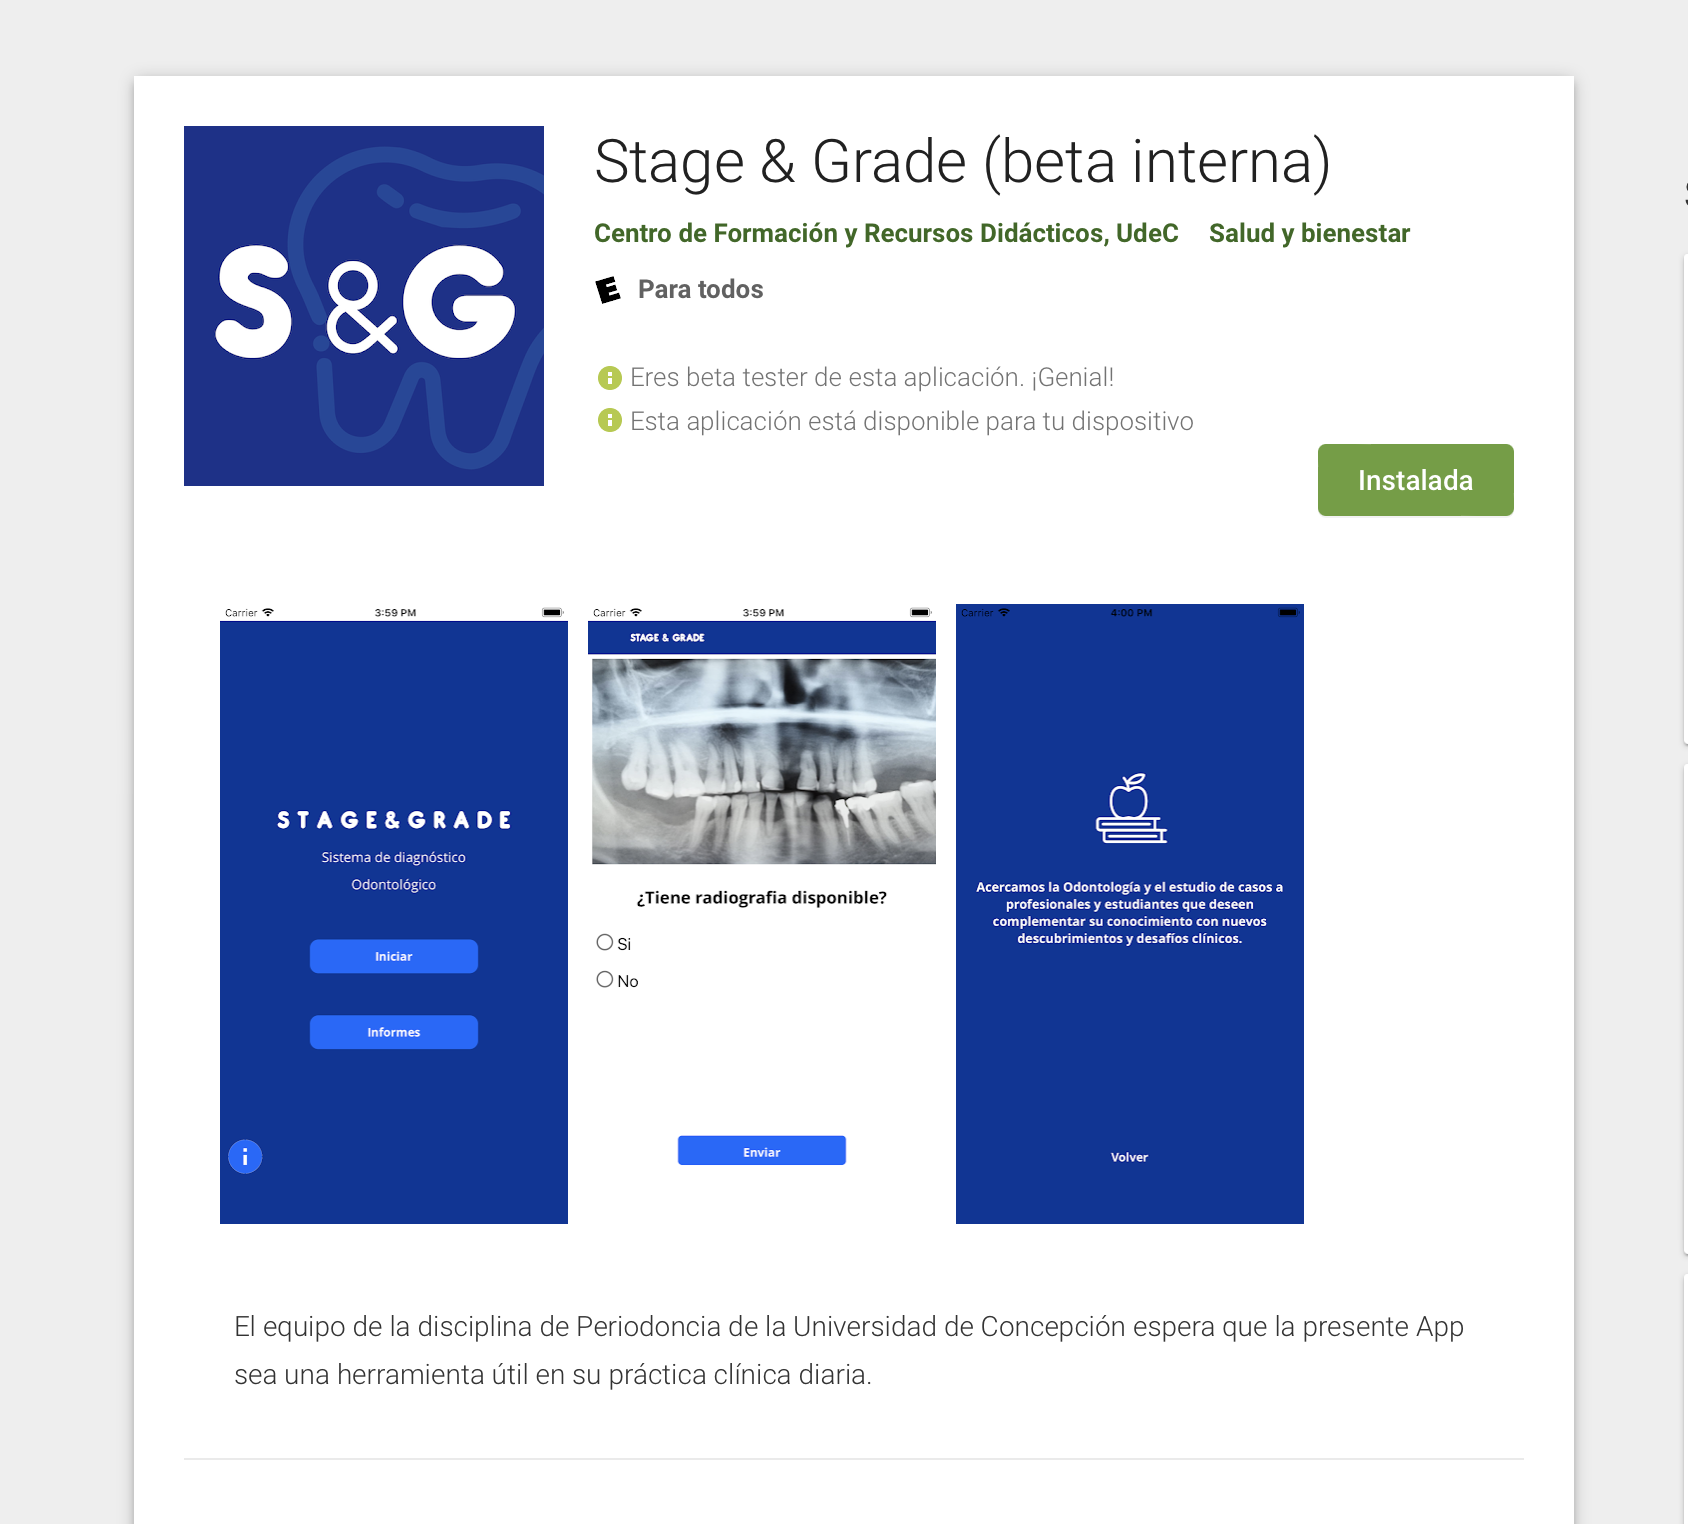 S&G
Stage & Grade (beta interna)
Centro de Formación y Recursos Didácticos, UdeC Salud y bienestar
E Para todos
Eres beta tester de esta aplicación. ¡Genial!
Esta aplicación está disponible para tu dispositivo
Instalada
Carrier 3:59 PM
STAGE&GRADE
Sistema de diagnóstico
Odontológico
Iniciar
Informes
i
Carrier 3:59 PM
STAGE & GRADE
¿Tiene radiografia disponible?
Si
No
Enviar
Carrier 4:00 PM
Acercamos la Odontología y el estudio de casos a
profesionales y estudiantes que deseen
complementar su conocimiento con nuevos
descubrimientos y desafíos clínicos.
Volver
El equipo de la disciplina de Periodoncia de la Universidad de Concepción espera que la presente App
sea una herramienta útil en su práctica clínica diaria.